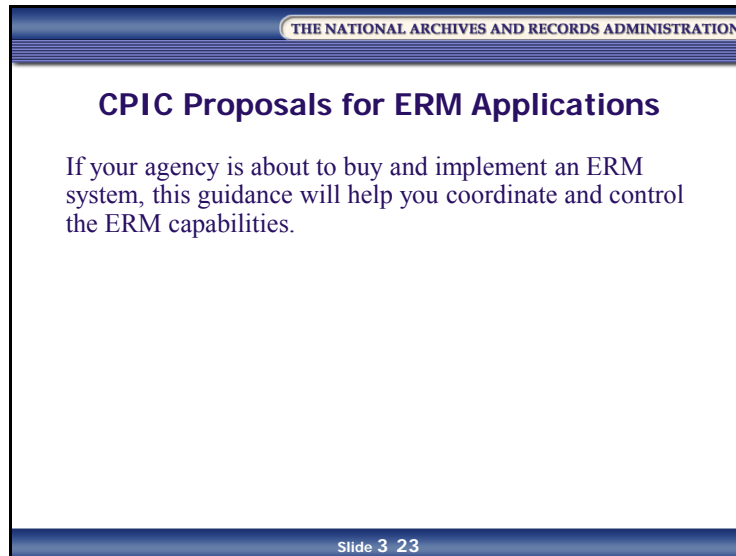 THE NATIONAL ARCHIVES AND RECORDS ADMINISTRATION
CPIC Proposals for ERM Applications
If your agency is about to buy and implement an ERM
system, this guidance will help you coordinate and control
the ERM capabilities.
Slide 3 23